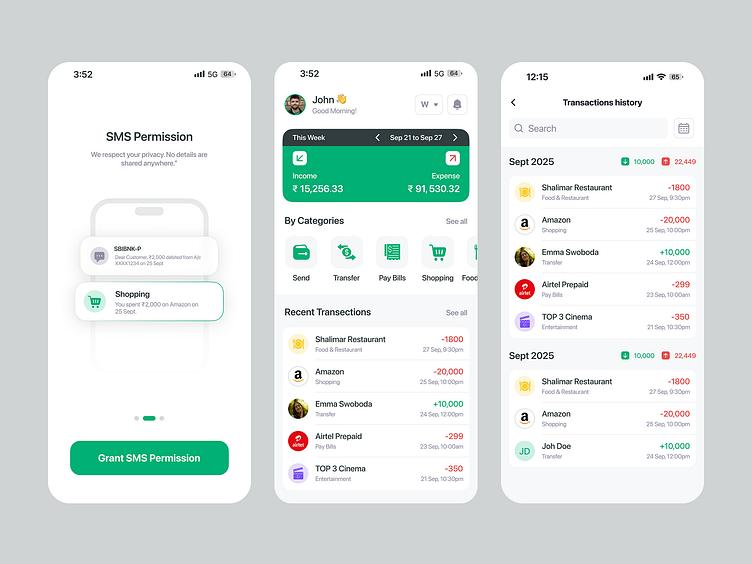 3:52
5G 64
SMS Permission
We respect your privacy. No details are
shared anywhere."
SBIBNK-P
Dear Customer, ₹2,000 debited from A/c
XXXX1234 on 25 Sept
Shopping
You spent ₹2,000 on Amazon on
25 Sept.
Grant SMS Permission
3:52
5G 64
John👋
Good Morning!
W
This Week
Sep 21 to Sep 27
Income
Expense
₹ 15,256.33
₹ 91,530.32
By Categories
See all
Send
Transfer
Pay Bills
Shopping
Food
Recent Transections
See all
Shalimar Restaurant
-1800
Food & Restaurant
27 Sep, 9:30pm
a
Amazon
-20,000
Shopping
25 Sep, 10:00pm
Emma Swoboda
+10,000
Transfer
24 Sep, 12:00pm
airtel
Airtel Prepaid
-299
Pay Bills
23 Sep, 10:00am
TOP 3 Cinema
-350
Entertainment
21 Sep, 10:30pm
12:15
65
Transactions history
Search
Sept 2025
10,000
22,449
Shalimar Restaurant
-1800
Food & Restaurant
27 Sep, 9:30pm
a
Amazon
-20,000
Shopping
25 Sep, 10:00pm
Emma Swoboda
+10,000
Transfer
24 Sep, 12:00pm
airtel
Airtel Prepaid
-299
Pay Bills
23 Sep, 10:00am
TOP 3 Cinema
-350
Entertainment
21 Sep, 10:30pm
Sept 2025
10,000
22,449
Shalimar Restaurant
-1800
Food & Restaurant
27 Sep, 9:30pm
a
Amazon
-20,000
Shopping
25 Sep, 10:00pm
JD
Joh Doe
+10,000
Transfer
24 Sep, 12:00pm